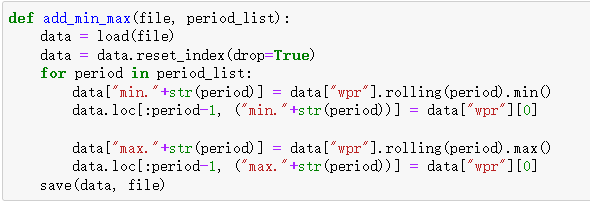 def add_min_max(file, period_list):
    data = load(file)
    data = data.reset_index(drop=True)
    for period in period_list:
        data["min."+str(period)] = data["wpr"].rolling(period).min()
        data.loc[:period-1, ("min."+str(period))] = data["wpr"][0]

        data["max."+str(period)] = data["wpr"].rolling(period).max()
        data.loc[:period-1, ("max."+str(period))] = data["wpr"][0]
    save(data, file)